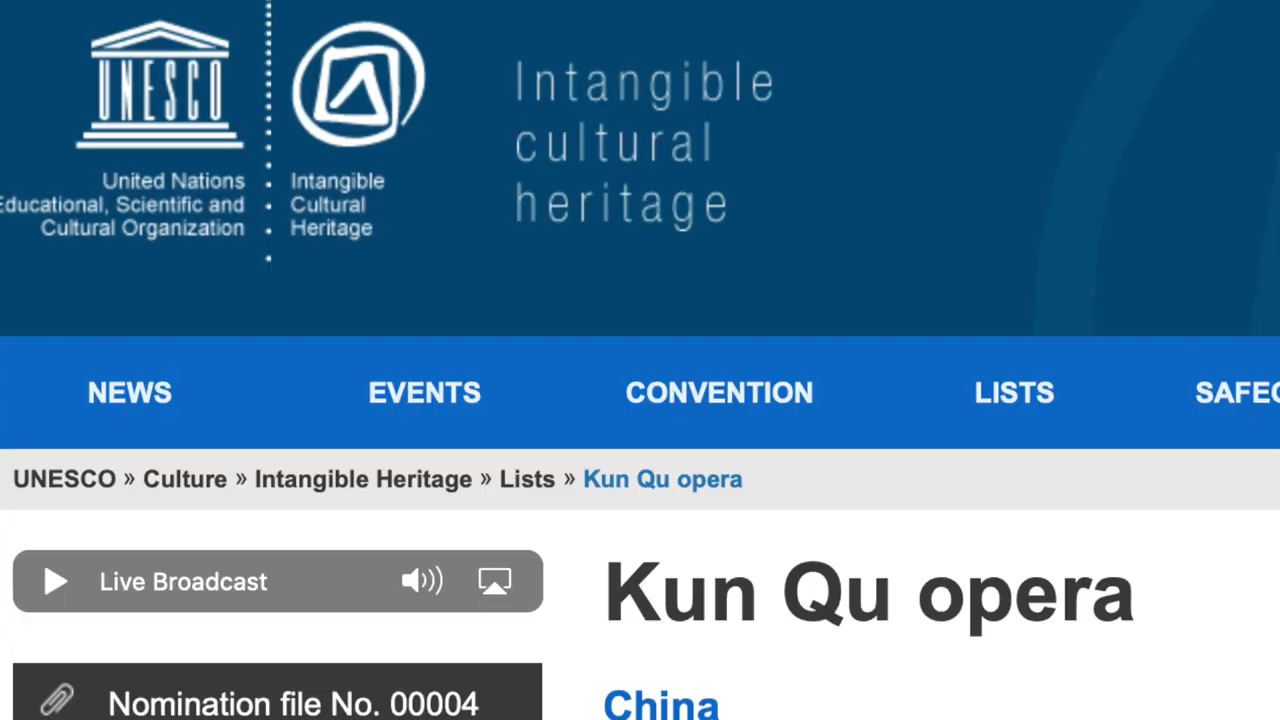 UNESCO
United Nations
Educational, Scientific and
Cultural Organization
Intangible
Cultural
Heritage
Intangible
cultural
heritage
NEWS EVENTS CONVENTION LISTS
UNESCO » Culture » Intangible Heritage » Lists » Kun Qu opera
Live Broadcast
Nomination file No. 00004
Kun Qu opera
China